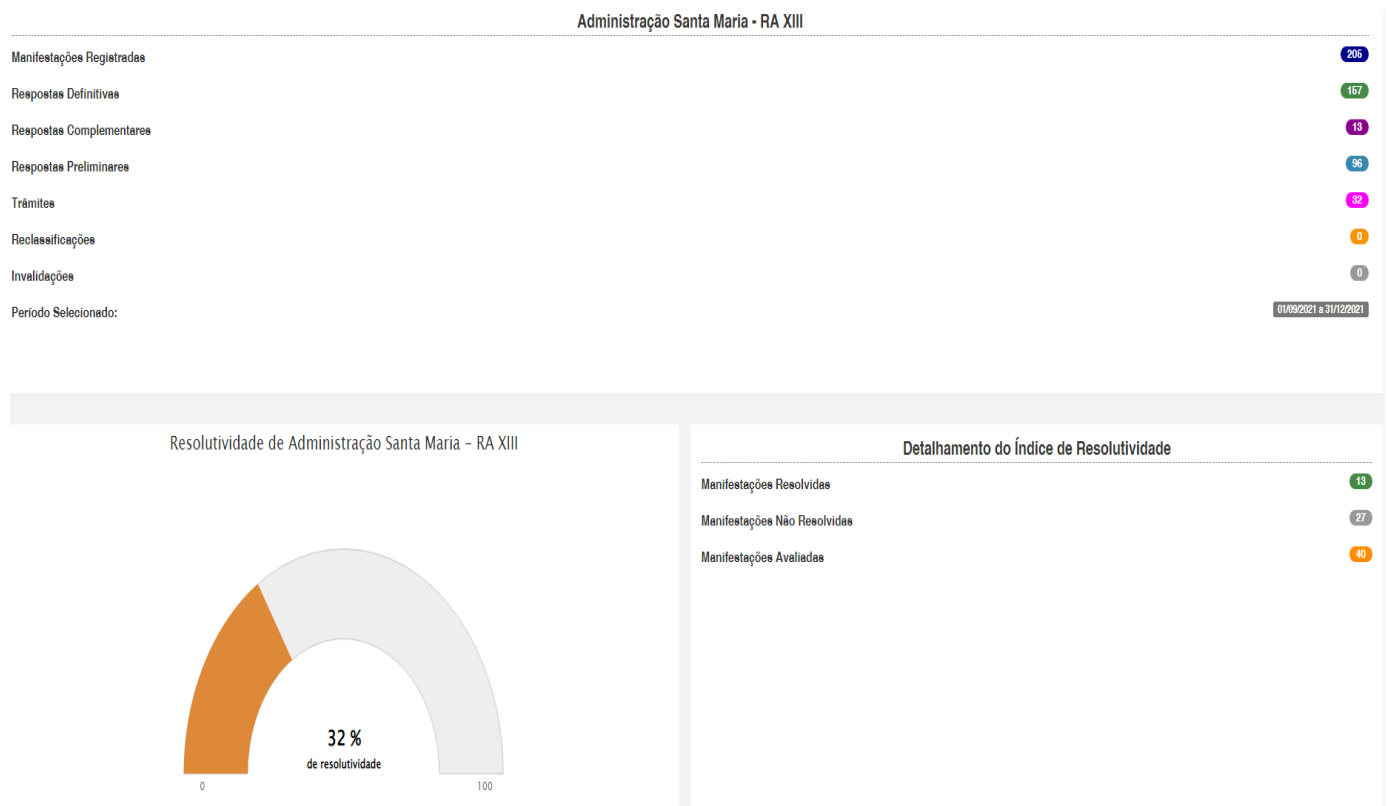 Administração Santa Maria - RA XIII
Manifestações Registradas 205
Respostas Definitivas 157
Respostas Complementares 13
Respostas Preliminares 96
Trâmites 32
Reclassificações 0
Invalidações 0
Período Selecionado: 01/09/2021 a 31/12/2021
Resolutividade de Administração Santa Maria – RA XIII
32 %
de resolutividade
0 100
Detalhamento do Índice de Resolutividade
Manifestações Resolvidas 13
Manifestações Não Resolvidas 27
Manifestações Avaliadas 40